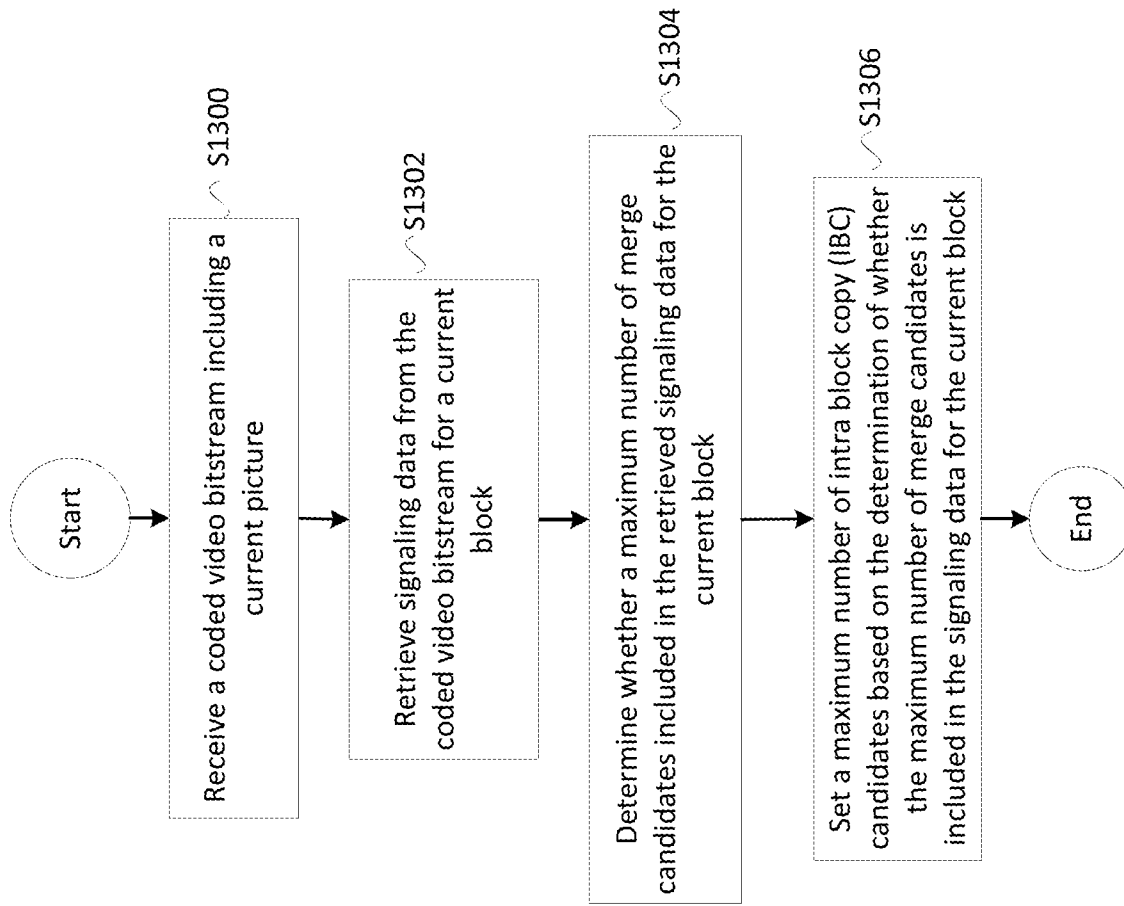 Start
Receive a coded video bitstream including a
current picture
S1300
Retrieve signaling data from the
coded video bitstream for a current
block
S1302
Determine whether a maximum number of merge
candidates included in the retrieved signaling data for the
current block
S1304
Set a maximum number of intra block copy (IBC)
candidates based on the determination of whether
the maximum number of merge candidates is
included in the signaling data for the current block
S1306
End